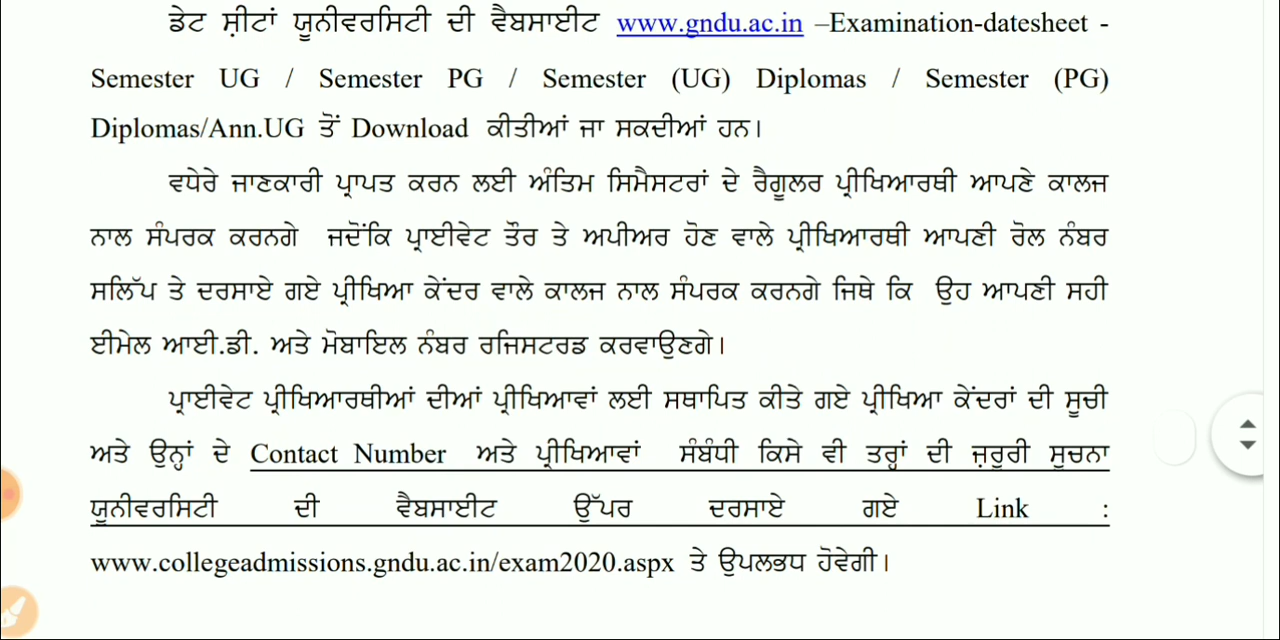 ਡੇਟ ਸ਼ੀਟਾਂ ਯੂਨੀਵਰਸਿਟੀ ਦੀ ਵੈਬਸਾਈਟ www.gndu.ac.in –Examination-datesheet -
Semester UG / Semester PG / Semester (UG) Diplomas / Semester (PG)
Diplomas/Ann.UG ਤੋਂ Download ਕੀਤੀਆਂ ਜਾ ਸਕਦੀਆਂ ਹਨ।
ਵਧੇਰੇ ਜਾਣਕਾਰੀ ਪ੍ਰਾਪਤ ਕਰਨ ਲਈ ਅੰਤਿਮ ਸਿਮੈਸਟਰਾਂ ਦੇ ਰੈਗੂਲਰ ਪ੍ਰੀਖਿਆਰਥੀ ਆਪਣੇ ਕਾਲਜ
ਨਾਲ ਸੰਪਰਕ ਕਰਨਗੇ ਜਦੋਂਕਿ ਪ੍ਰਾਈਵੇਟ ਤੌਰ ਤੇ ਅਪੀਅਰ ਹੋਣ ਵਾਲੇ ਪ੍ਰੀਖਿਆਰਥੀ ਆਪਣੀ ਰੋਲ ਨੰਬਰ
ਸਲਿੱਪ ਤੇ ਦਰਸਾਏ ਗਏ ਪ੍ਰੀਖਿਆ ਕੇਂਦਰ ਵਾਲੇ ਕਾਲਜ ਨਾਲ ਸੰਪਰਕ ਕਰਨਗੇ ਜਿਥੇ ਕਿ ਉਹ ਆਪਣੀ ਸਹੀ
ਈਮੇਲ ਆਈ.ਡੀ. ਅਤੇ ਮੋਬਾਇਲ ਨੰਬਰ ਰਜਿਸਟਰਡ ਕਰਵਾਉਣਗੇ।
ਪ੍ਰਾਈਵੇਟ ਪ੍ਰੀਖਿਆਰਥੀਆਂ ਦੀਆਂ ਪ੍ਰੀਖਿਆਵਾਂ ਲਈ ਸਥਾਪਿਤ ਕੀਤੇ ਗਏ ਪ੍ਰੀਖਿਆ ਕੇਂਦਰਾਂ ਦੀ ਸੂਚੀ
ਅਤੇ ਉਨ੍ਹਾਂ ਦੇ Contact Number ਅਤੇ ਪ੍ਰੀਖਿਆਵਾਂ ਸੰਬੰਧੀ ਕਿਸੇ ਵੀ ਤਰ੍ਹਾਂ ਦੀ ਜ਼ਰੂਰੀ ਸੂਚਨਾ
ਯੂਨੀਵਰਸਿਟੀ ਦੀ ਵੈਬਸਾਈਟ ਉੱਪਰ ਦਰਸਾਏ ਗਏ Link :
www.collegeadmissions.gndu.ac.in/exam2020.aspx ਤੇ ਉਪਲਭਧ ਹੋਵੇਗੀ।